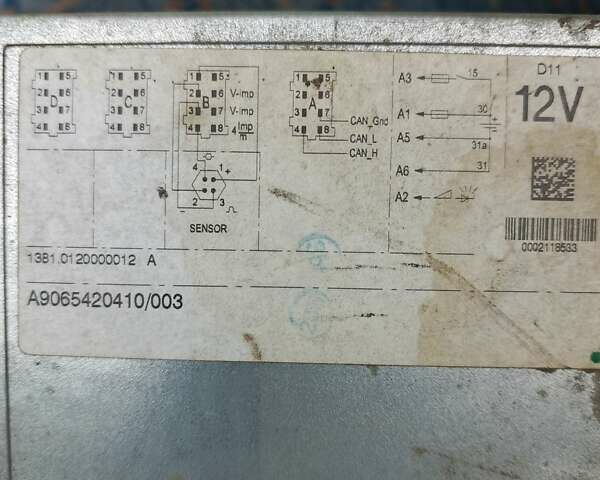 1 5 1 5 1 5 1 5 A3 15 D11
2 D 6 2 C 6 2 B 6 V-imp 2 A 6 12V
3 7 3 7 3 7 V-imp 3 7 A1 30
4 8 4 8 4 8 4 Imp/m 4 8 CAN_Gnd + A5
CAN_L 31a
CAN_H A6 31
4 1 + A2
2 3
SENSOR 0002118533
1381.0120000012 A
A9065420410/003